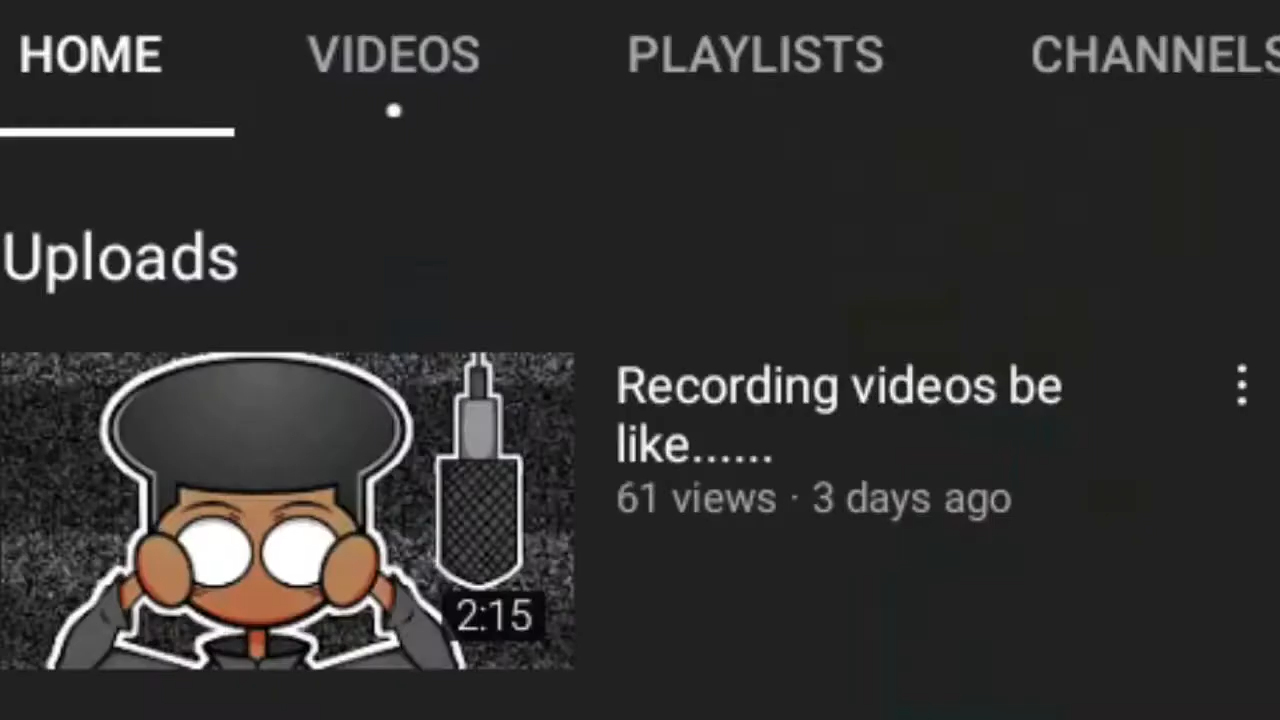 HOME VIDEOS PLAYLISTS CHANNELS
Uploads
Recording videos be
like......
61 views · 3 days ago
2:15